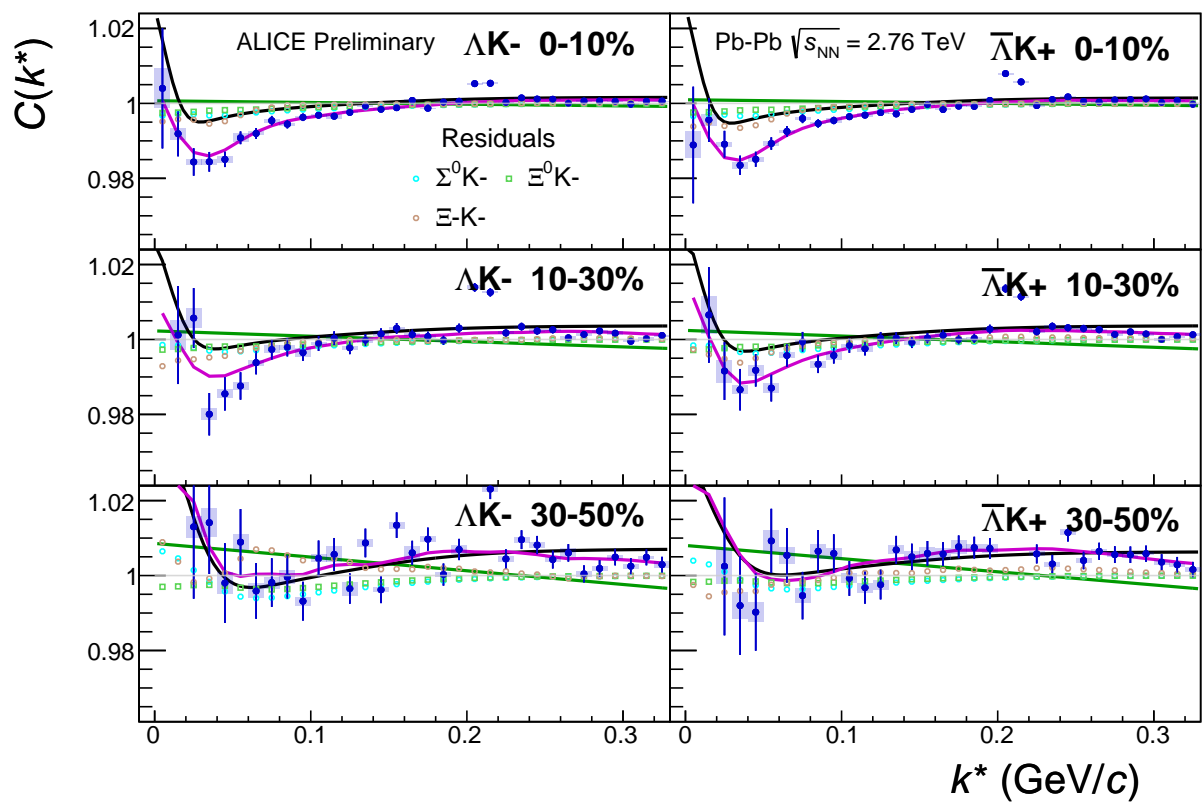 C(k*)
ALICE Preliminary
ΛK- 0-10%
Pb-Pb √sNN = 2.76 TeV
Λ̅K+ 0-10%
1.02
1
0.98
Residuals
Σ⁰K- Ξ⁰K-
Ξ-K-
ΛK- 10-30%
Λ̅K+ 10-30%
1.02
1
0.98
ΛK- 30-50%
Λ̅K+ 30-50%
1.02
1
0.98
0 0.1 0.2 0.3
0 0.1 0.2 0.3
k* (GeV/c)